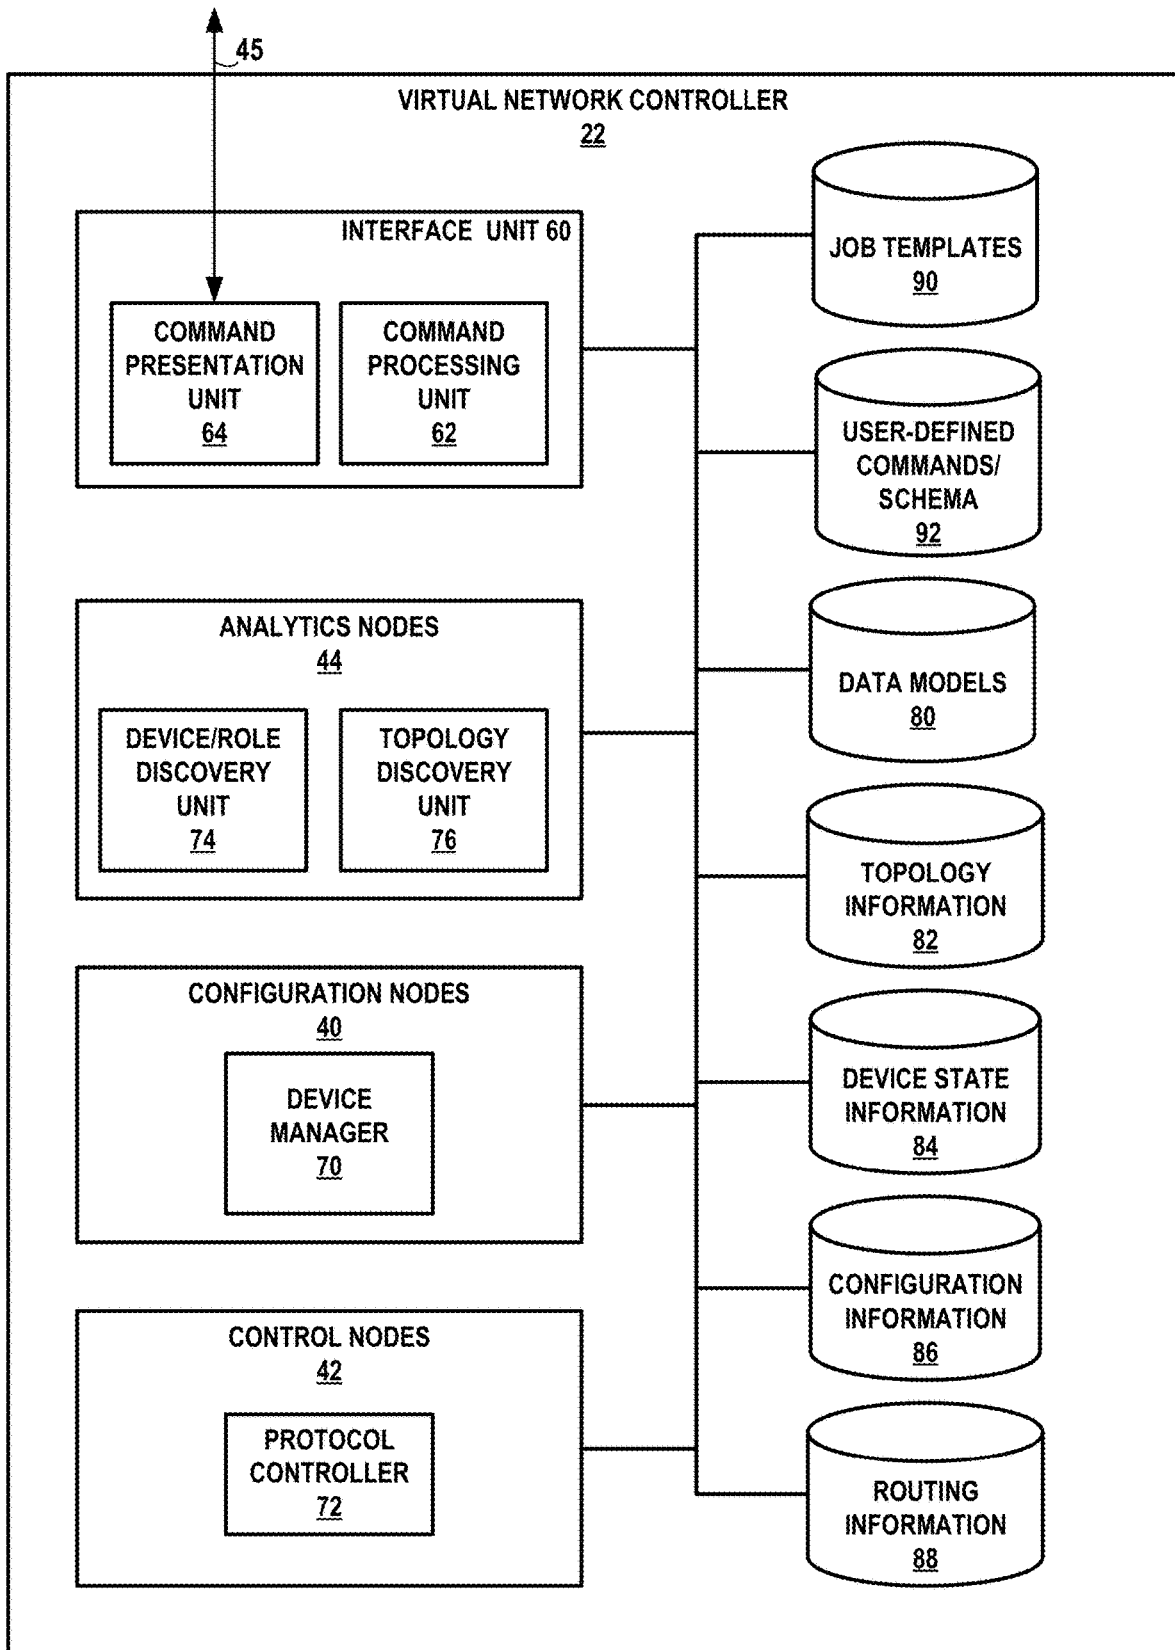 45
VIRTUAL NETWORK CONTROLLER
22
INTERFACE UNIT 60
COMMAND
PRESENTATION
UNIT
64
COMMAND
PROCESSING
UNIT
62
ANALYTICS NODES
44
DEVICE/ROLE
DISCOVERY
UNIT
74
TOPOLOGY
DISCOVERY
UNIT
76
CONFIGURATION NODES
40
DEVICE
MANAGER
70
CONTROL NODES
42
PROTOCOL
CONTROLLER
72
JOB TEMPLATES
90
USER-DEFINED
COMMANDS/
SCHEMA
92
DATA MODELS
80
TOPOLOGY
INFORMATION
82
DEVICE STATE
INFORMATION
84
CONFIGURATION
INFORMATION
86
ROUTING
INFORMATION
88